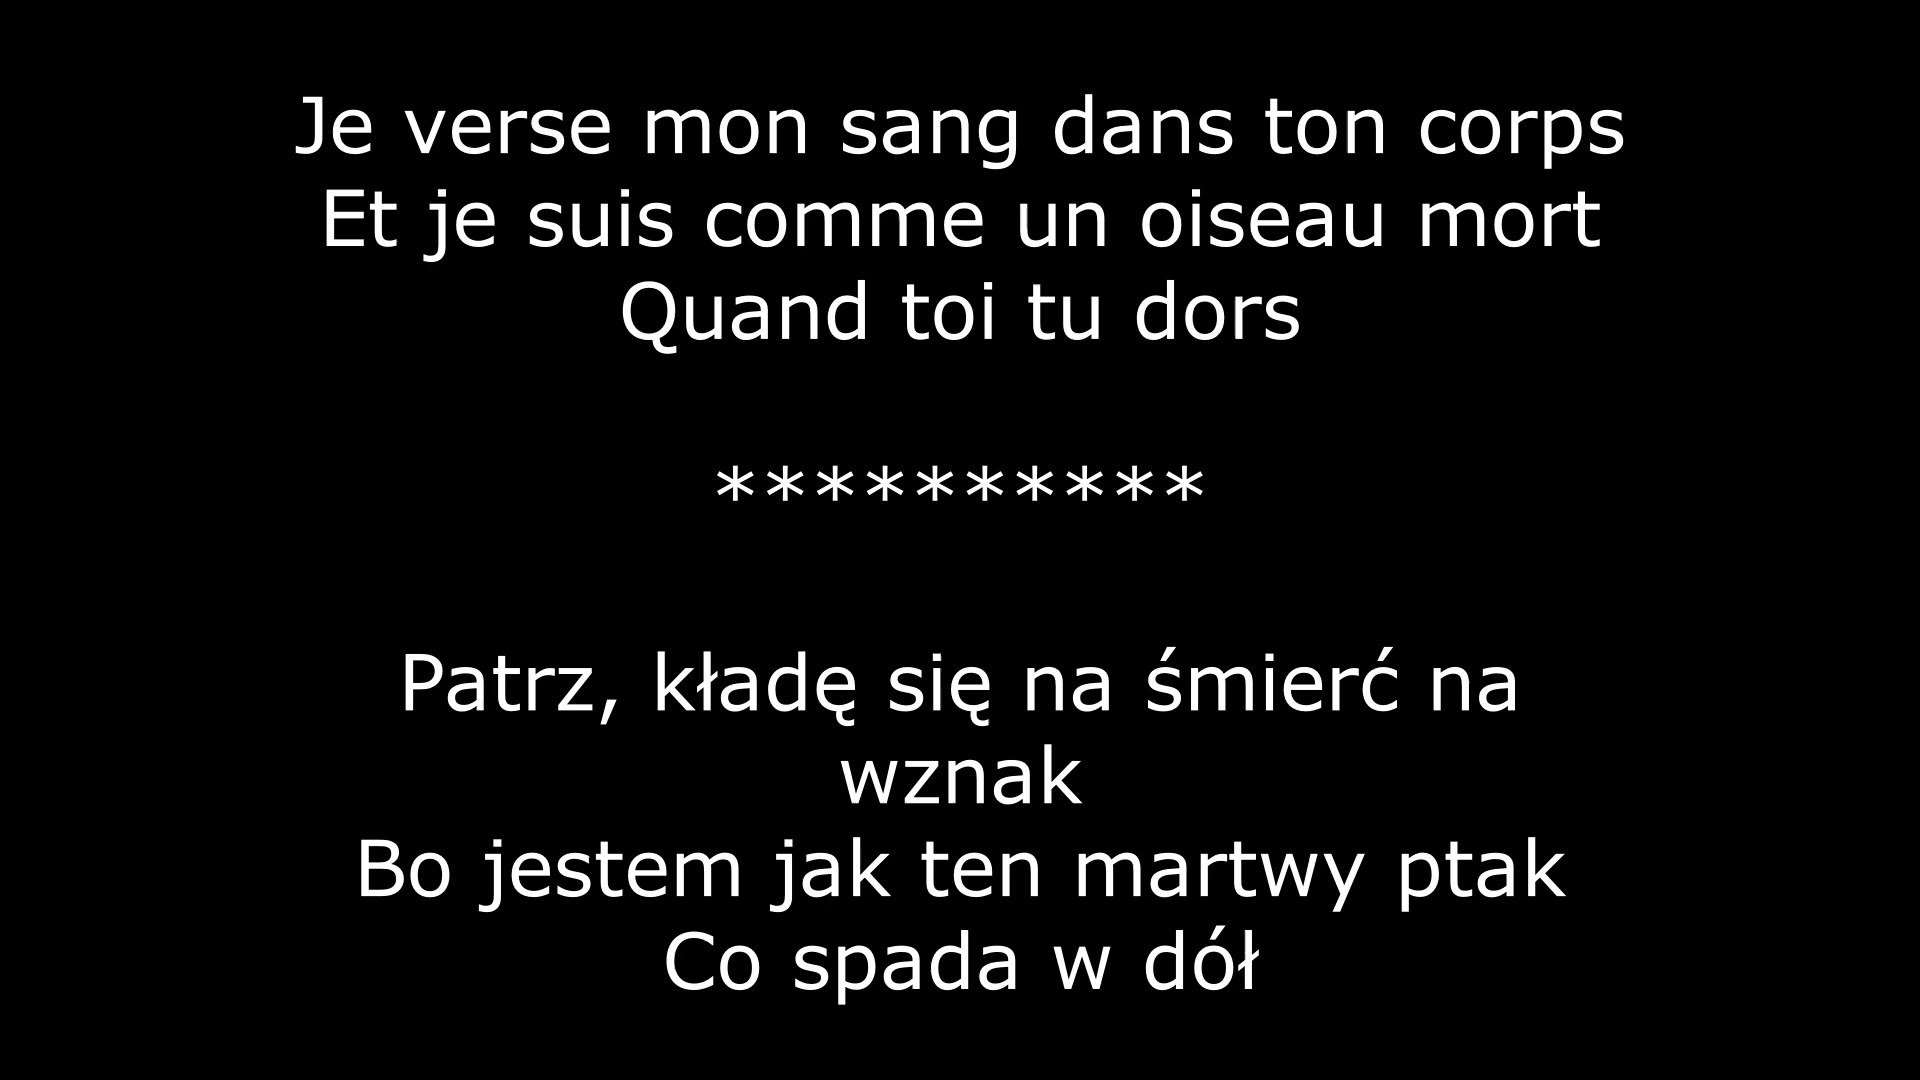 Je verse mon sang dans ton corps
Et je suis comme un oiseau mort
Quand toi tu dors
**********
Patrz, kładę się na śmierć na
wznak
Bo jestem jak ten martwy ptak
Co spada w dół